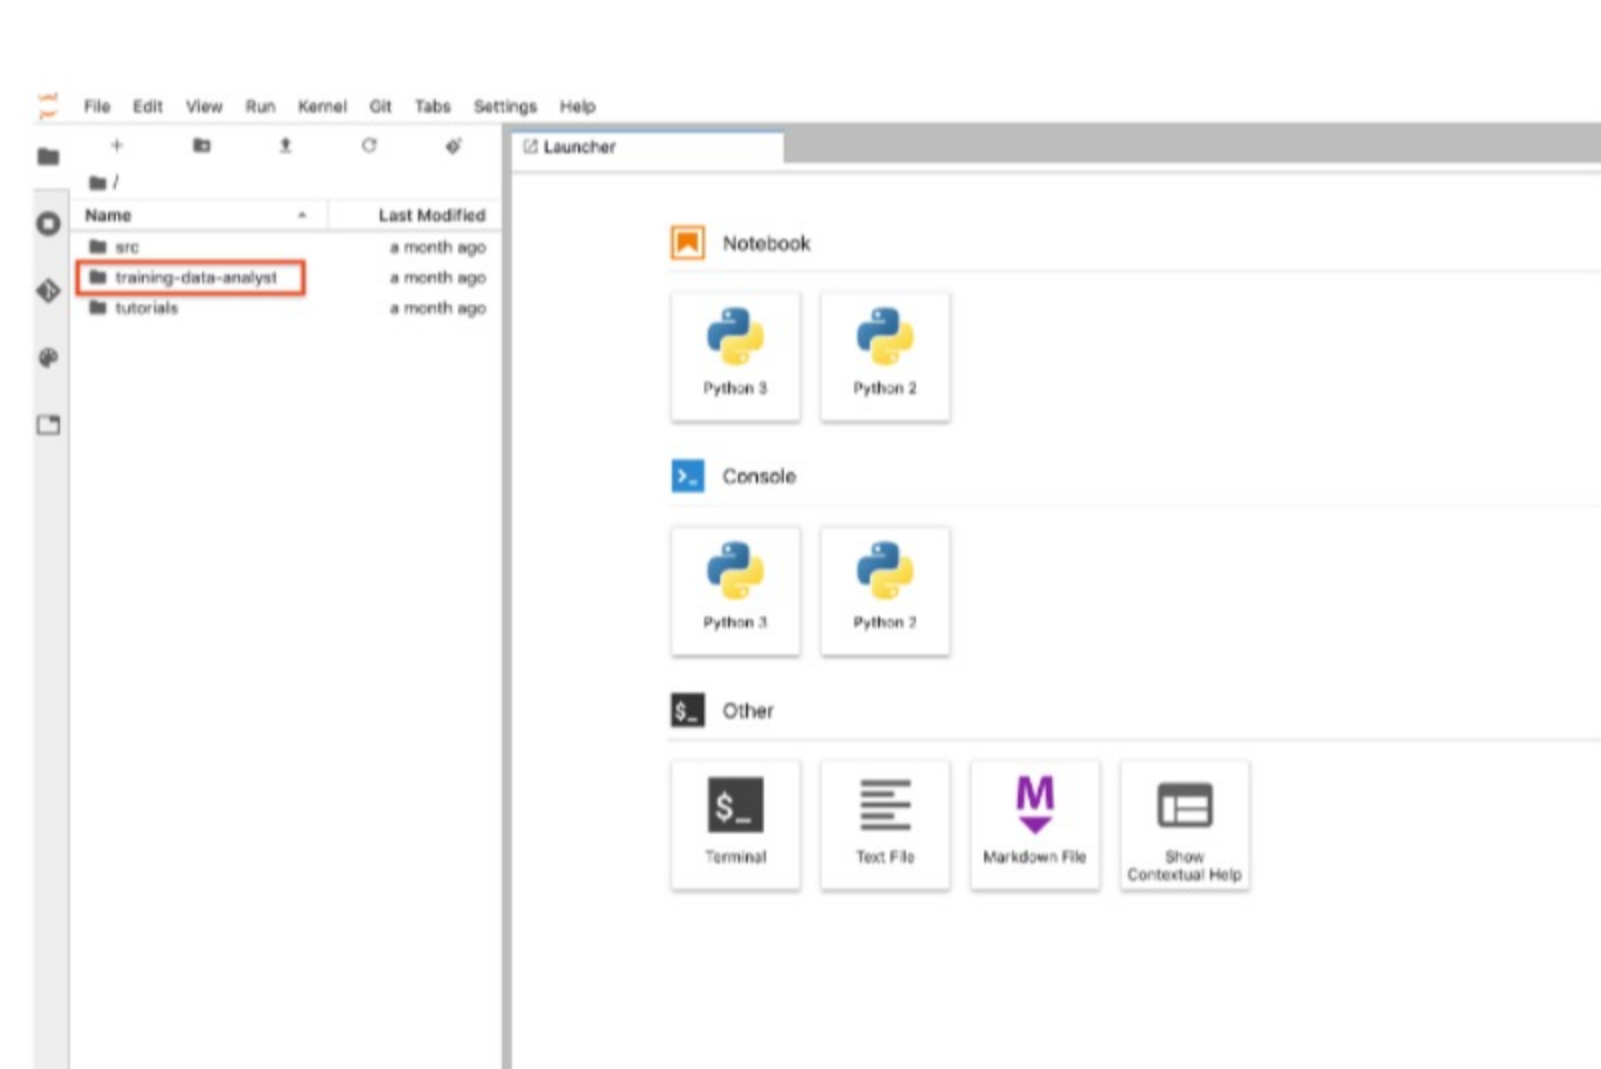 File Edit View Run Kernel Git Tabs Settings Help
Launcher
/
Name Last Modified
src a month ago
training-data-analyst a month ago
tutorials a month ago
Notebook
Python 3 Python 2
Console
Python 3 Python 2
$_ Other
$_
Terminal Text File Markdown File Show
Contextual Help